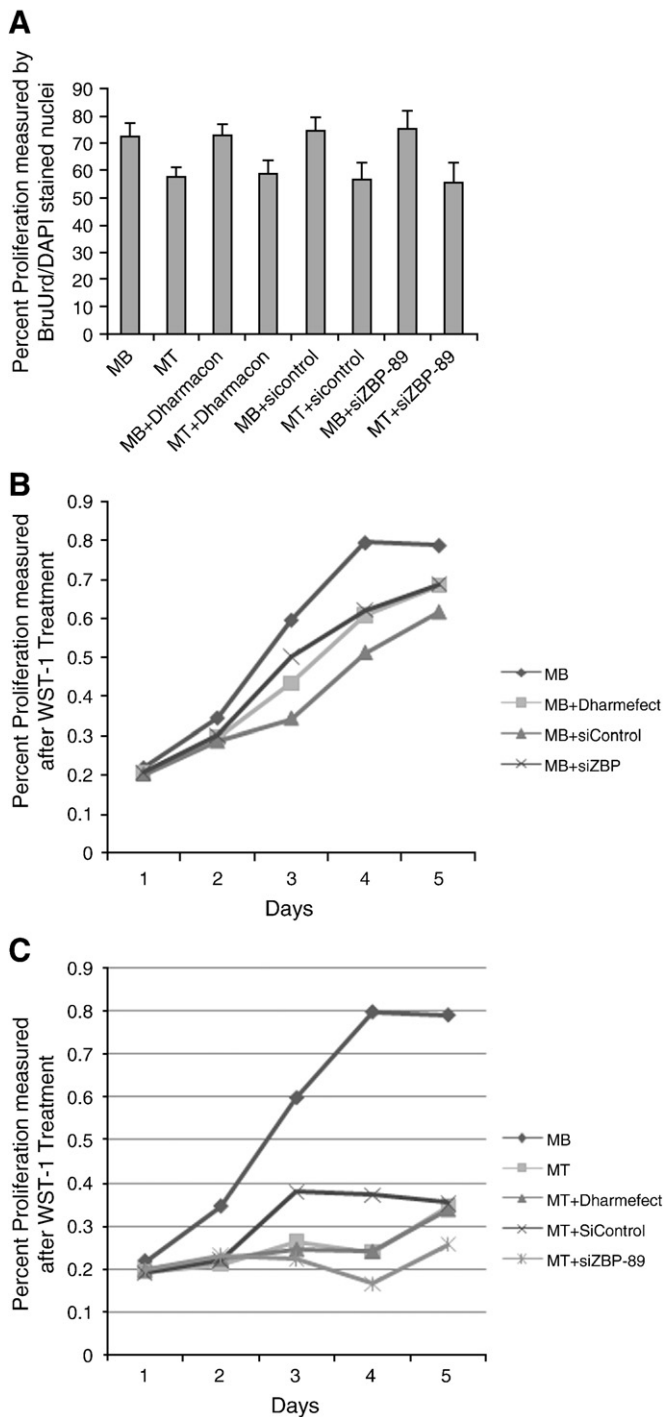 A
Percent Proliferation measured by
BruUrd/DAPI stained nuclei
90
80
70
60
50
40
30
20
10
0
MB
MT
MB+Dharmacon
MT+Dharmacon
MB+sicontrol
MT+sicontrol
MB+siZBP-89
MT+siZBP-89
B
Percent Proliferation measured
after WST-1 Treatment
0.9
0.8
0.7
0.6
0.5
0.4
0.3
0.2
0.1
0
1 2 3 4 5
Days
MB
MB+Dharmefect
MB+siControl
MB+siZBP
C
Percent Proliferation measured
after WST-1 Treatment
0.9
0.8
0.7
0.6
0.5
0.4
0.3
0.2
0.1
0
1 2 3 4 5
Days
MB
MT
MT+Dharmefect
MT+SiControl
MT+siZBP-89